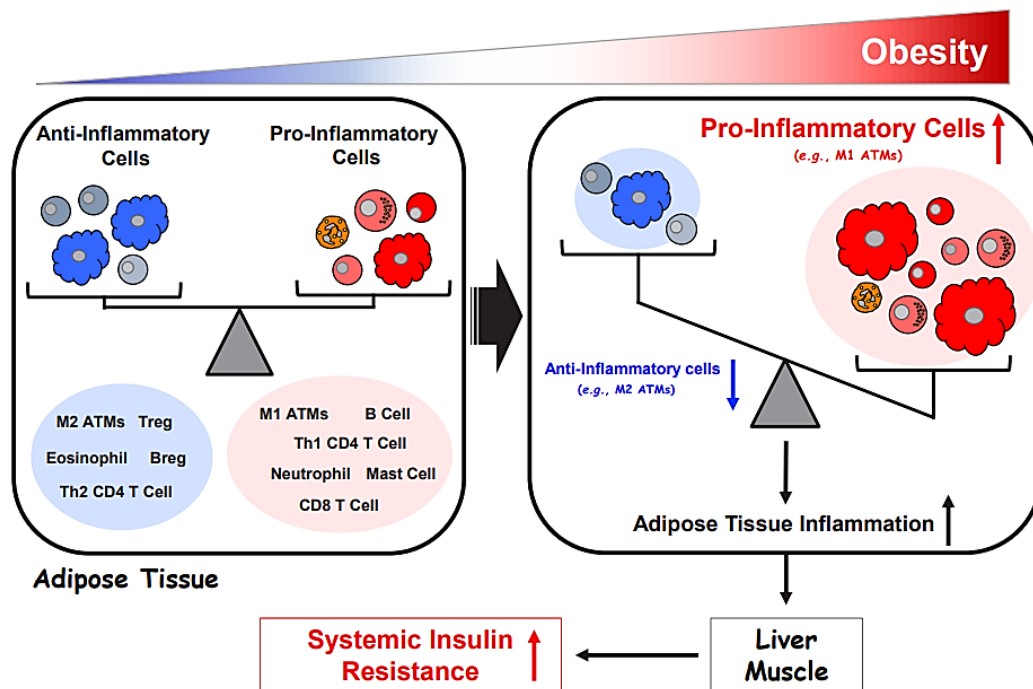 Obesity
Anti-Inflammatory
Cells
Pro-Inflammatory
Cells
M2 ATMs Treg
Eosinophil Breg
Th2 CD4 T Cell
M1 ATMs B Cell
Th1 CD4 T Cell
Neutrophil Mast Cell
CD8 T Cell
Adipose Tissue
Pro-Inflammatory Cells
(e.g., M1 ATMs)
Anti-Inflammatory cells
(e.g., M2 ATMs)
Adipose Tissue Inflammation
Liver
Muscle
Systemic Insulin
Resistance